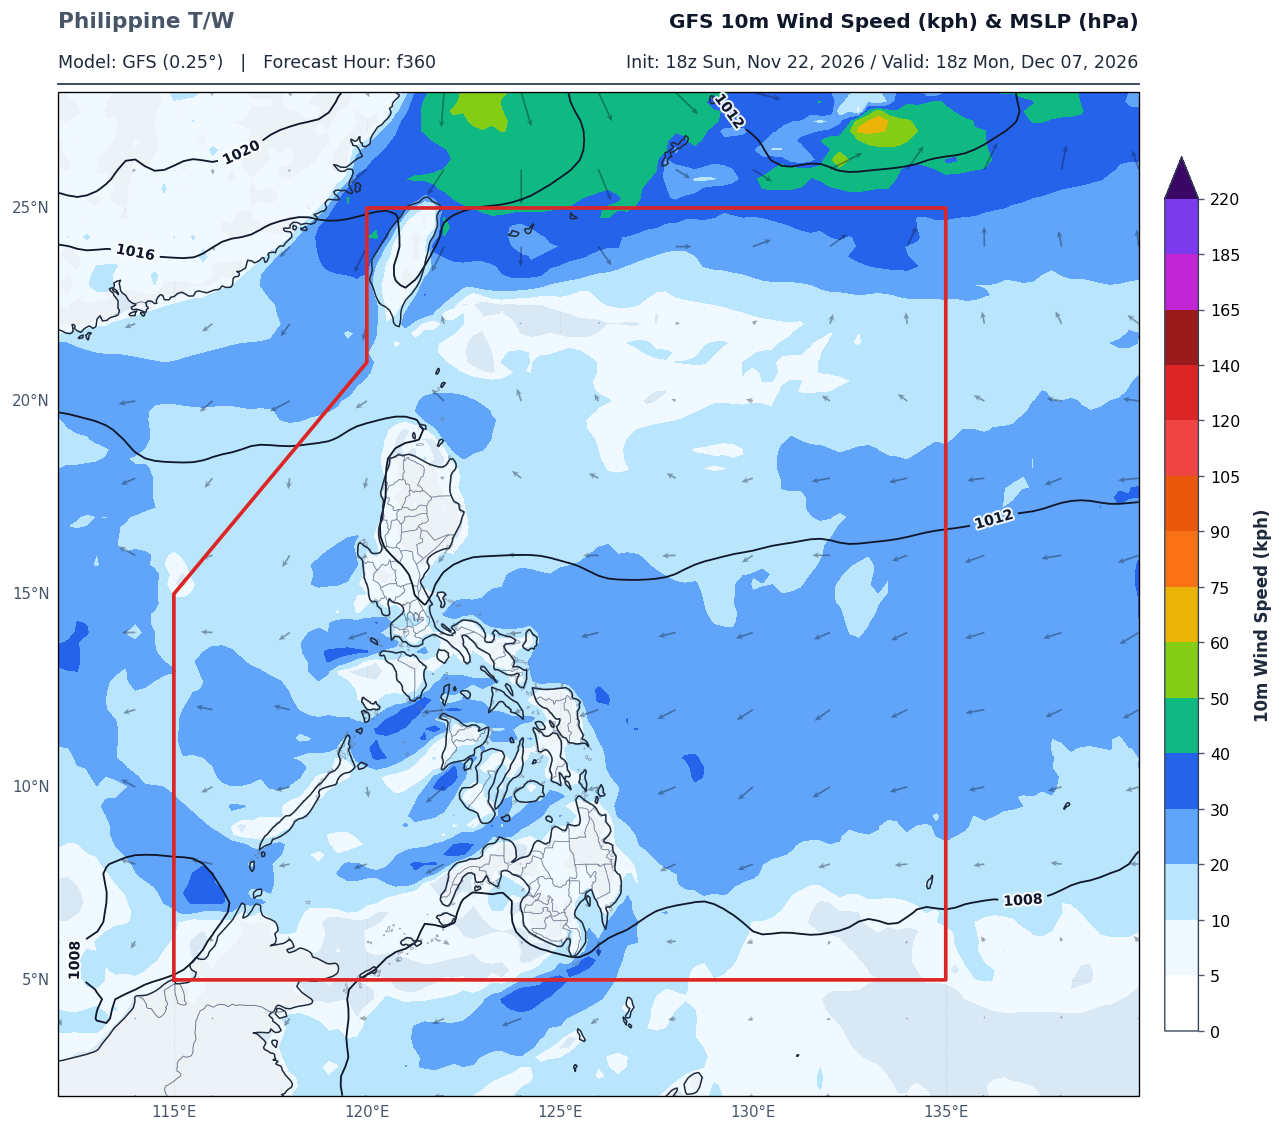 Philippine T/W
GFS 10m Wind Speed (kph) & MSLP (hPa)
Model: GFS (0.25°)   |   Forecast Hour: f360
Init: 18z Sun, Nov 22, 2026 / Valid: 18z Mon, Dec 07, 2026
1012
1020
1016
1012
1008
1008
25°N
20°N
15°N
10°N
5°N
115°E
120°E
125°E
130°E
135°E
220
185
165
140
120
105
90
75
60
50
40
30
20
10
5
0
10m Wind Speed (kph)